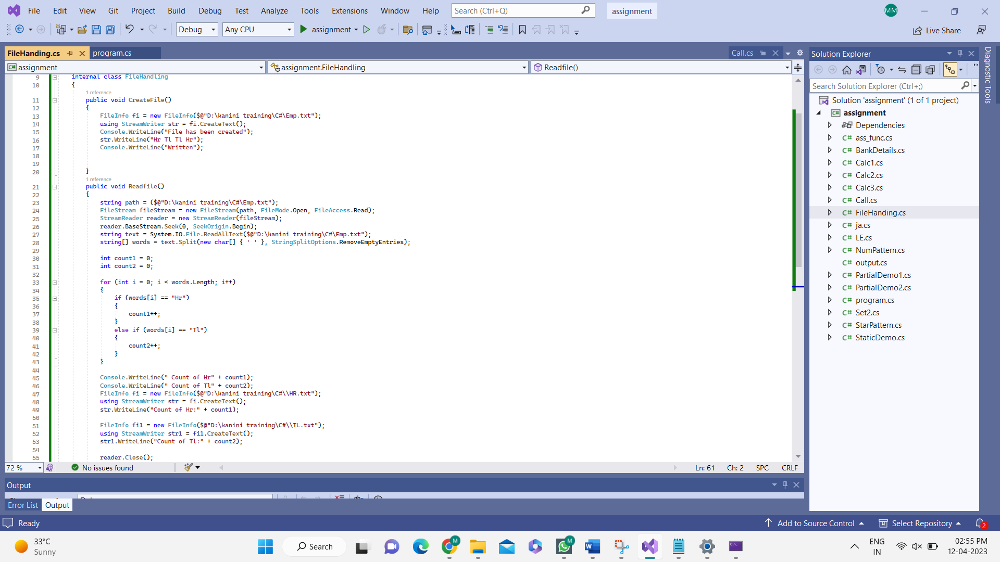 File Edit View Git Project Build Debug Test Analyze Tools Extensions Window Help Search (Ctrl+Q) assignment MM
Debug Any CPU assignment Live Share
FileHanding.cs program.cs Call.cs
assignment assignment.FileHandling Readfile()
9 internal class FileHandling
10 {
1 reference
11 public void CreateFile()
12 {
13 FileInfo fi = new FileInfo($@"D:\kanini training\C#\Emp.txt");
14 using StreamWriter str = fi.CreateText();
15 Console.WriteLine("File has been created");
16 str.WriteLine("Hr Tl Tl Hr");
17 Console.WriteLine("Written");
18
19
20 }
1 reference
21 public void Readfile()
22 {
23 string path = ($@"D:\kanini training\C#\Emp.txt");
24 FileStream fileStream = new FileStream(path, FileMode.Open, FileAccess.Read);
25 StreamReader reader = new StreamReader(fileStream);
26 reader.BaseStream.Seek(0, SeekOrigin.Begin);
27 string text = System.IO.File.ReadAllText($@"D:\kanini training\C#\Emp.txt");
28 string[] words = text.Split(new char[] { ' ' }, StringSplitOptions.RemoveEmptyEntries);
29
30 int count1 = 0;
31 int count2 = 0;
32
33 for (int i = 0; i < words.Length; i++)
34 {
35 if (words[i] == "Hr")
36 {
37 count1++;
38 }
39 else if (words[i] == "Tl")
40 {
41 count2++;
42 }
43 }
44
45 Console.WriteLine(" Count of Hr" + count1);
46 Console.WriteLine(" Count of Tl" + count2);
47 FileInfo fi = new FileInfo($@"D:\kanini training\C#\\HR.txt");
48 using StreamWriter str = fi.CreateText();
49 str.WriteLine("Count of Hr:" + count1);
50
51 FileInfo fi1 = new FileInfo($@"D:\kanini training\C#\\TL.txt");
52 using StreamWriter str1 = fi1.CreateText();
53 str1.WriteLine("Count of Tl:" + count2);
54
55 reader.Close();
72 % No issues found Ln: 61 Ch: 2 SPC CRLF
Output
Error List Output
Solution Explorer
Search Solution Explorer (Ctrl+;)
Solution 'assignment' (1 of 1 project)
C# assignment
Dependencies
C# ass_func.cs
C# BankDetails.cs
C# Calc1.cs
C# Calc2.cs
C# Calc3.cs
C# Call.cs
C# FileHanding.cs
C# ja.cs
C# LE.cs
C# NumPattern.cs
C# output.cs
C# PartialDemo1.cs
C# PartialDemo2.cs
C# program.cs
C# Set2.cs
C# StarPattern.cs
C# StaticDemo.cs
Diagnostic Tools
Ready Add to Source Control Select Repository 2
33°C
Sunny
Search
M
M
ENG
IN
02:55 PM
12-04-2023